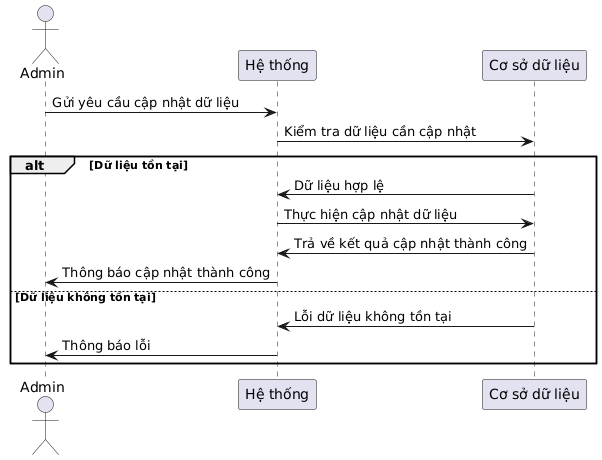 Admin
Hệ thống
Cơ sở dữ liệu
Gửi yêu cầu cập nhật dữ liệu
Kiểm tra dữ liệu cần cập nhật
alt
[Dữ liệu tồn tại]
Dữ liệu hợp lệ
Thực hiện cập nhật dữ liệu
Trả về kết quả cập nhật thành công
Thông báo cập nhật thành công
[Dữ liệu không tồn tại]
Lỗi dữ liệu không tồn tại
Thông báo lỗi
Admin
Hệ thống
Cơ sở dữ liệu